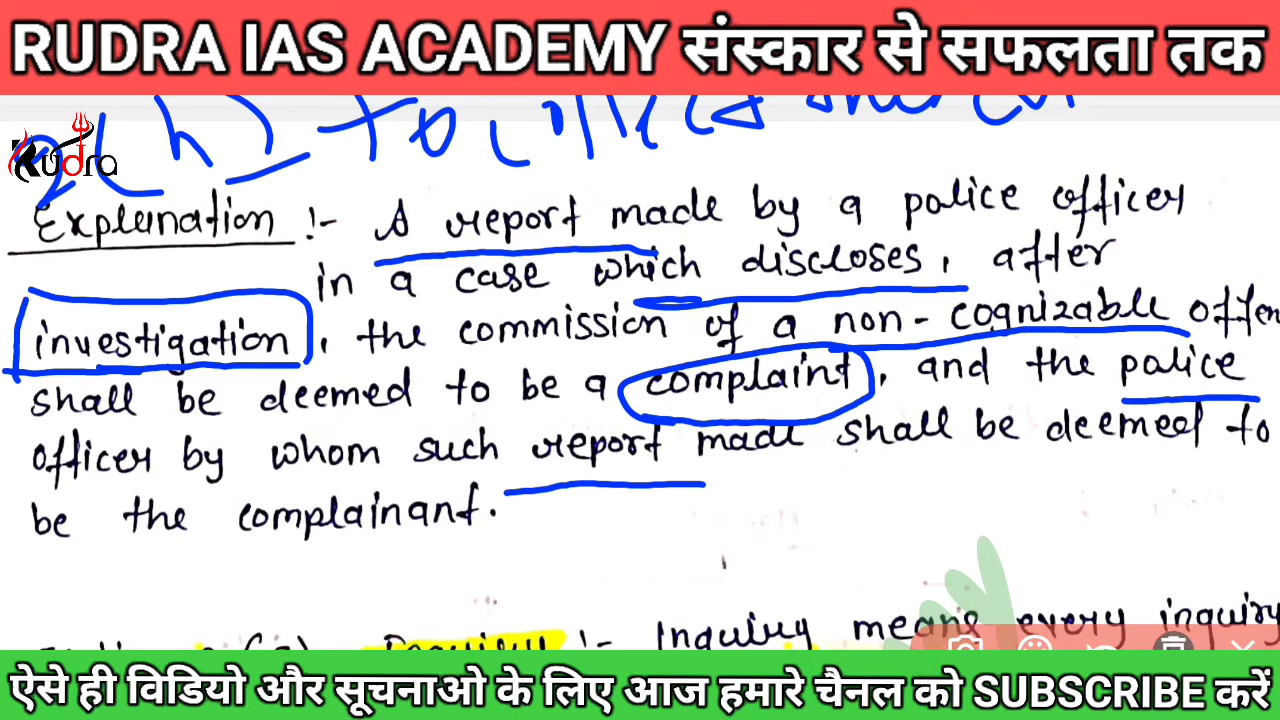 RUDRA IAS ACADEMY संस्कार से सफलता तक
2(h)
Rudra
Explanation :- A report made by a police officer
in a case which discloses, after
investigation, the commission of a non-cognizable offen
shall be deemed to be a complaint, and the police
officer by whom such report made shall be deemed to
be the complainant.
Inquiry :- Inquiry means every inquiry
ऐसे ही विडियो और सूचनाओ के लिए आज हमारे चैनल को SUBSCRIBE करें